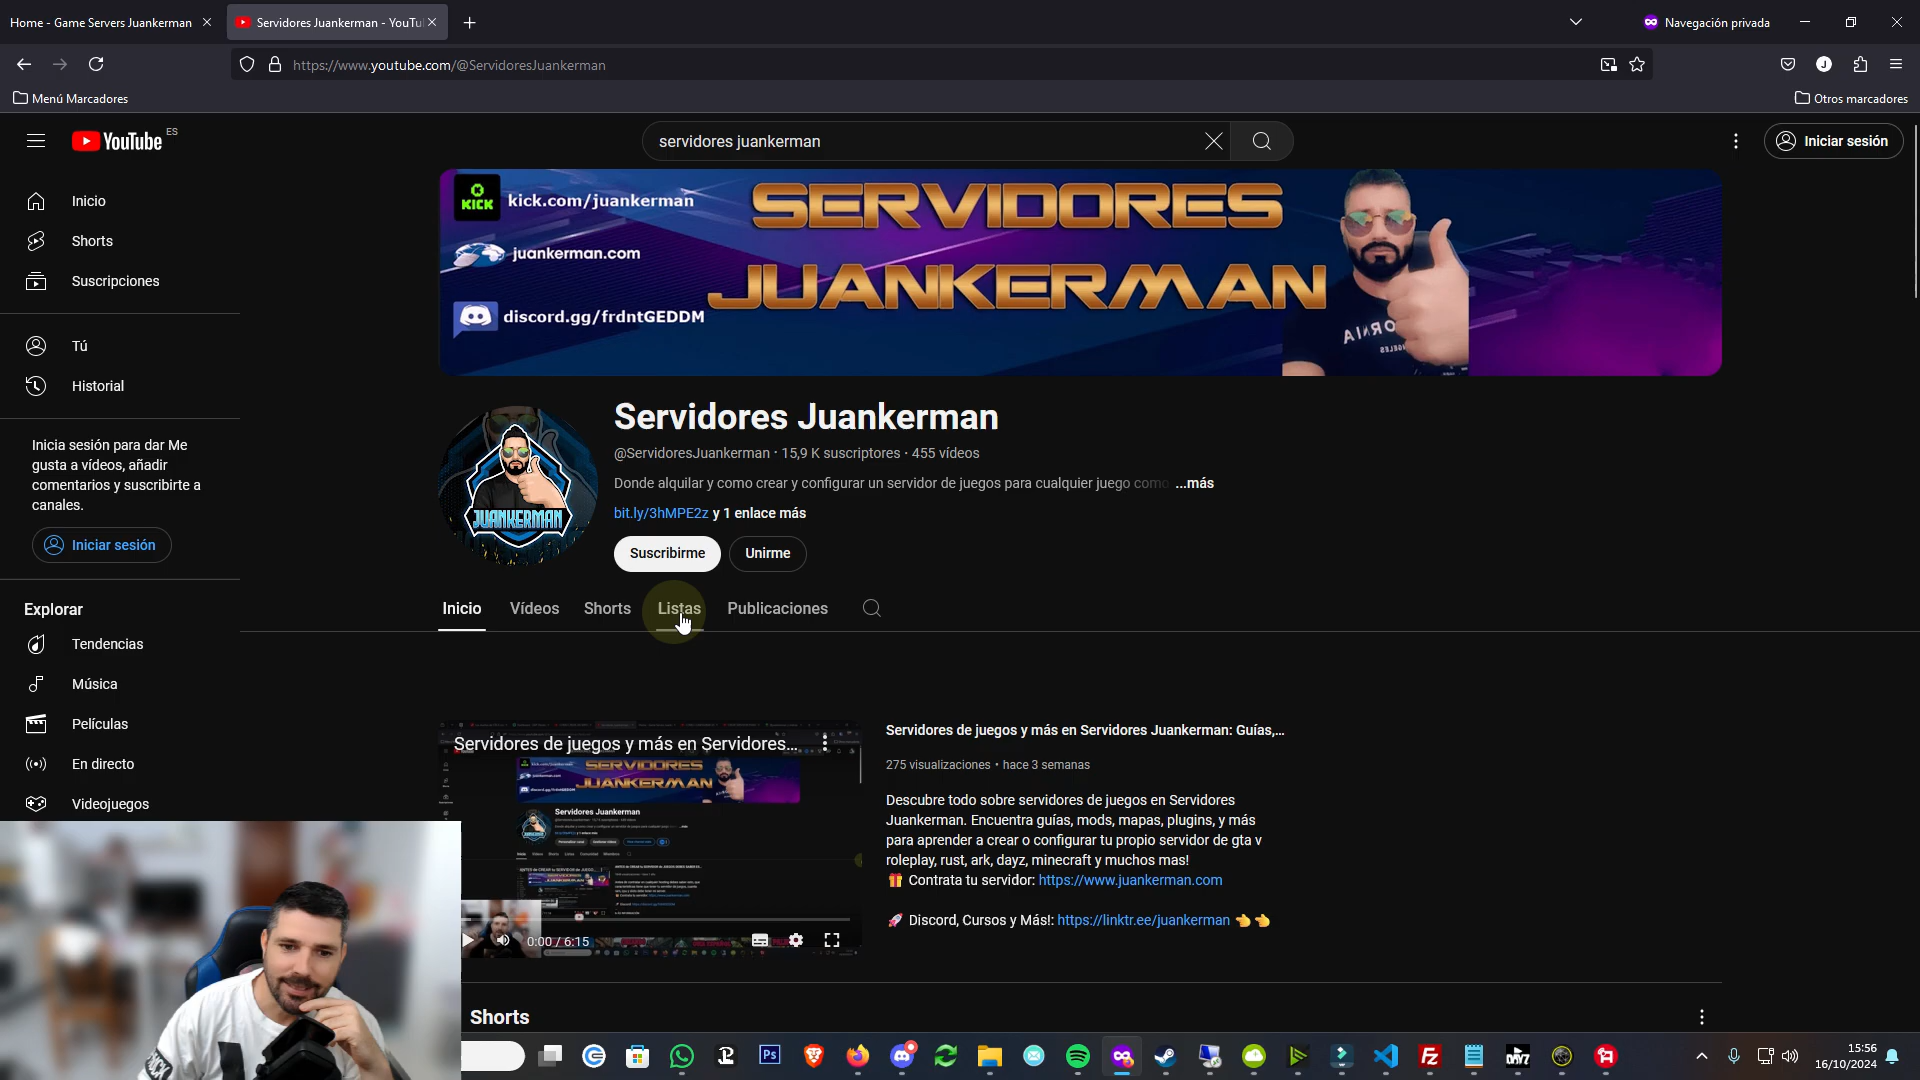 Home - Game Servers Juankerman
Servidores Juankerman - YouTu
Navegación privada
https://www.youtube.com/@ServidoresJuankerman
J
Menú Marcadores
Otros marcadores
YouTube ES
servidores juankerman
Iniciar sesión
Inicio
Shorts
Suscripciones
Tú
Historial
Inicia sesión para dar Me
gusta a vídeos, añadir
comentarios y suscribirte a
canales.
Iniciar sesión
Explorar
Tendencias
Música
Películas
En directo
Videojuegos
KICK
kick.com/juankerman
juankerman.com
discord.gg/frdntGEDDM
SERVIDORES
JUANKERMAN
JUANKERMAN
Servidores Juankerman
@ServidoresJuankerman · 15,9 K suscriptores · 455 vídeos
Donde alquilar y como crear y configurar un servidor de juegos para cualquier juego como ...más
bit.ly/3hMPE2z y 1 enlace más
Suscribirme
Unirme
Inicio
Vídeos
Shorts
Listas
Publicaciones
Servidores de juegos y más en Servidores...
SERVIDORES
JUANKERMAN
Servidores Juankerman
0:00 / 6:15
Servidores de juegos y más en Servidores Juankerman: Guías,...
275 visualizaciones • hace 3 semanas
Descubre todo sobre servidores de juegos en Servidores
Juankerman. Encuentra guías, mods, mapas, plugins, y más
para aprender a crear o configurar tu propio servidor de gta v
roleplay, rust, ark, dayz, minecraft y muchos mas!
🎁 Contrata tu servidor: https://www.juankerman.com
🚀 Discord, Cursos y Más!: https://linktr.ee/juankerman 👈 👈
Shorts
Ps
15:56
16/10/2024